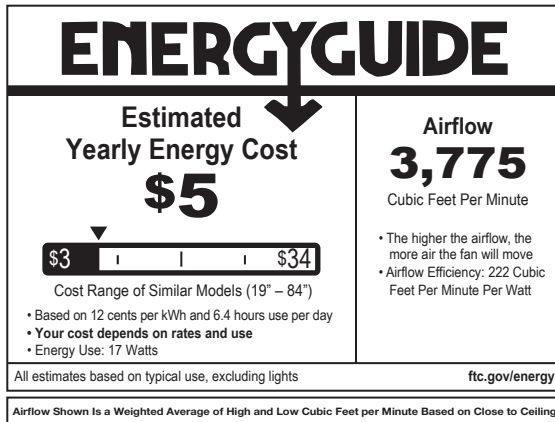 ENERGYGUIDE
Estimated
Yearly Energy Cost
$5
$3 $34
Cost Range of Similar Models (19” – 84”)
• Based on 12 cents per kWh and 6.4 hours use per day
• Your cost depends on rates and use
• Energy Use: 17 Watts
Airflow
3,775
Cubic Feet Per Minute
• The higher the airflow, the
more air the fan will move
• Airflow Efficiency: 222 Cubic
Feet Per Minute Per Watt
All estimates based on typical use, excluding lights
ftc.gov/energy
Airflow Shown Is a Weighted Average of High and Low Cubic Feet per Minute Based on Close to Ceiling